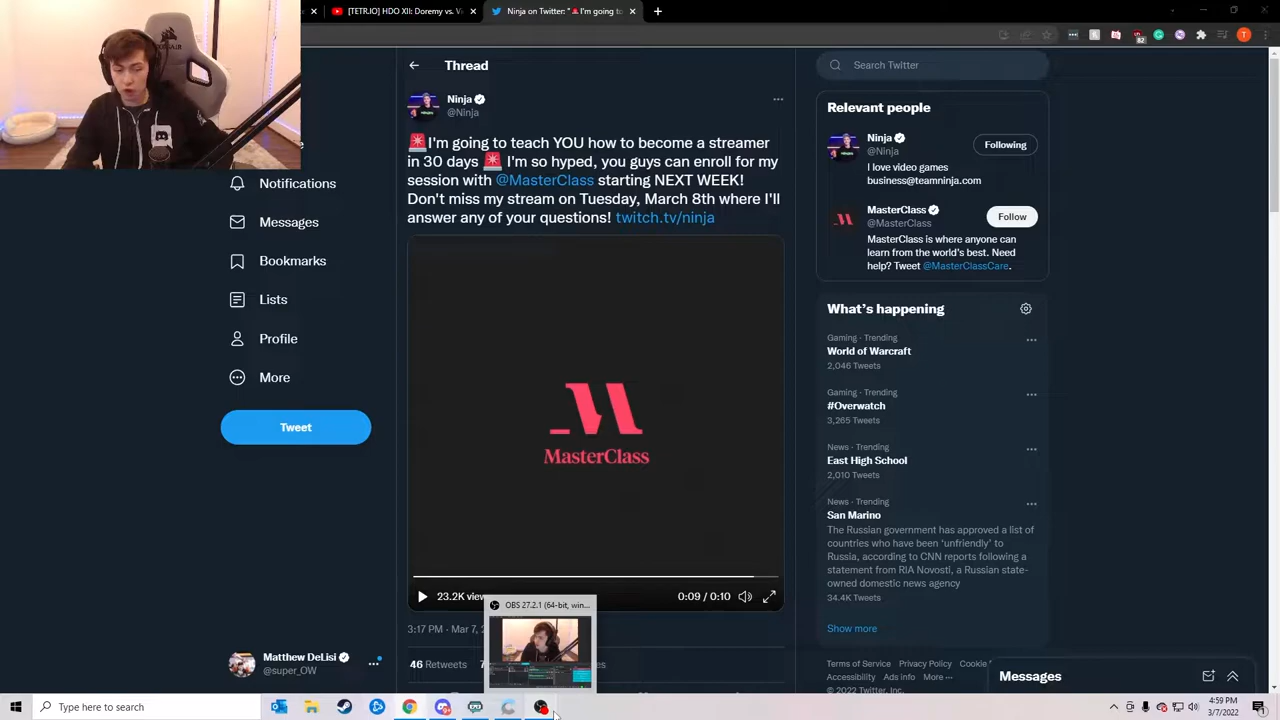 [TETR.IO] HDO XII: Doremy vs. V
Ninja on Twitter: "🚨I'm going to
Thread
Search Twitter
Ninja
@Ninja
🚨I'm going to teach YOU how to become a streamer
in 30 days 🚨 I'm so hyped, you guys can enroll for my
session with @MasterClass starting NEXT WEEK!
Don't miss my stream on Tuesday, March 8th where I'll
answer any of your questions! twitch.tv/ninja
MasterClass
23.2K view
0:09 / 0:10
3:17 PM · Mar 7, 2
46 Retweets
Notifications
Messages
Bookmarks
Lists
Profile
More
Tweet
Matthew DeLisi
@super_OW
Relevant people
Ninja
@Ninja
Following
I love video games
business@teamninja.com
MasterClass
@MasterClass
Follow
MasterClass is where anyone can
learn from the world's best. Need
help? Tweet @MasterClassCare.
What's happening
Gaming · Trending
World of Warcraft
2,046 Tweets
Gaming · Trending
#Overwatch
3,265 Tweets
News · Trending
East High School
2,010 Tweets
News · Trending
San Marino
The Russian government has approved a list of
countries who have been 'unfriendly' to
Russia, according to CNN reports following a
statement from RIA Novosti, a Russian state-
owned domestic news agency
34.4K Tweets
Show more
Terms of Service Privacy Policy Cookie
Accessibility Ads info More ···
© 2022 Twitter, Inc.
Messages
OBS 27.2.1 (64-bit, win...
Type here to search
4:59 PM
3/7/2022